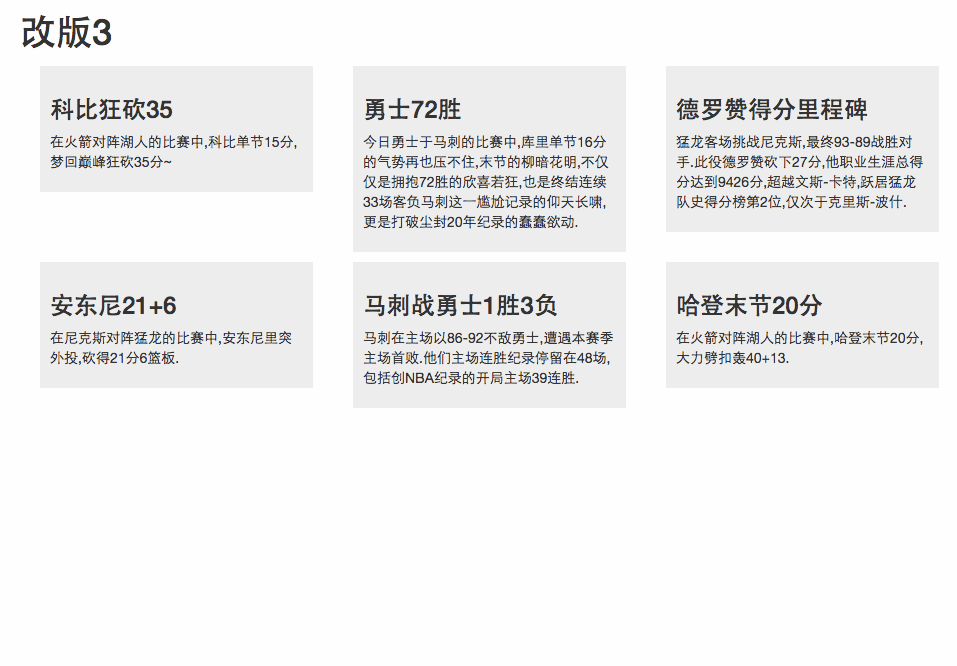 改版3
科比狂砍35
在火箭对阵湖人的比赛中,科比单节15分,
梦回巅峰狂砍35分~
勇士72胜
今日勇士于马刺的比赛中,库里单节16分
的气势再也压不住,末节的柳暗花明,不仅
仅是拥抱72胜的欣喜若狂,也是终结连续
33场客负马刺这一尴尬记录的仰天长啸,
更是打破尘封20年纪录的蠢蠢欲动.
德罗赞得分里程碑
猛龙客场挑战尼克斯,最终93-89战胜对
手.此役德罗赞砍下27分,他职业生涯总得
分达到9426分,超越文斯-卡特,跃居猛龙
队史得分榜第2位,仅次于克里斯-波什.
安东尼21+6
在尼克斯对阵猛龙的比赛中,安东尼里突
外投,砍得21分6篮板.
马刺战勇士1胜3负
马刺在主场以86-92不敌勇士,遭遇本赛季
主场首败.他们主场连胜纪录停留在48场,
包括创NBA纪录的开局主场39连胜.
哈登末节20分
在火箭对阵湖人的比赛中,哈登末节20分,
大力劈扣轰40+13.